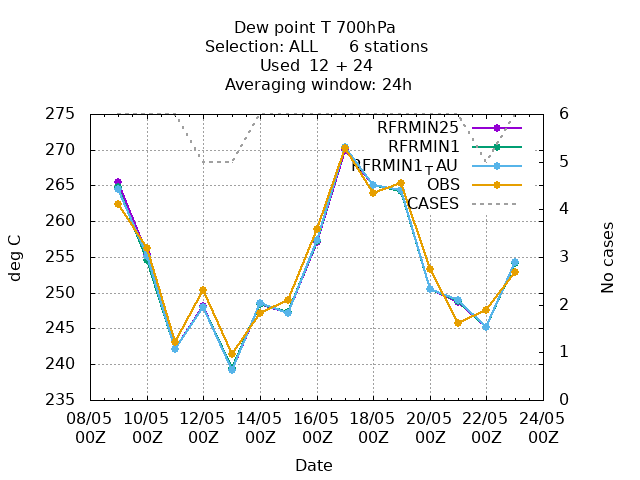 Dew point T 700hPa
Selection: ALL      6 stations
Used  12 + 24
Averaging window: 24h
275
270
265
260
255
250
245
240
235
6
5
4
3
2
1
0
RFRMIN25
RFRMIN1
RFRMIN1_TAU
OBS
CASES
deg C
No cases
08/05 10/05 12/05 14/05 16/05 18/05 20/05 22/05 24/05
00Z 00Z 00Z 00Z 00Z 00Z 00Z 00Z 00Z
Date